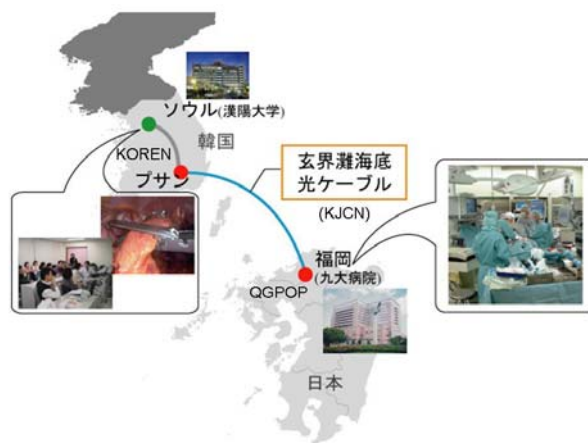 ソウル(漢陽大学)
韓国
KOREN
プサン
玄界灘海底
光ケーブル
(KJCN)
福岡
(九大病院)
QGPOP
日本